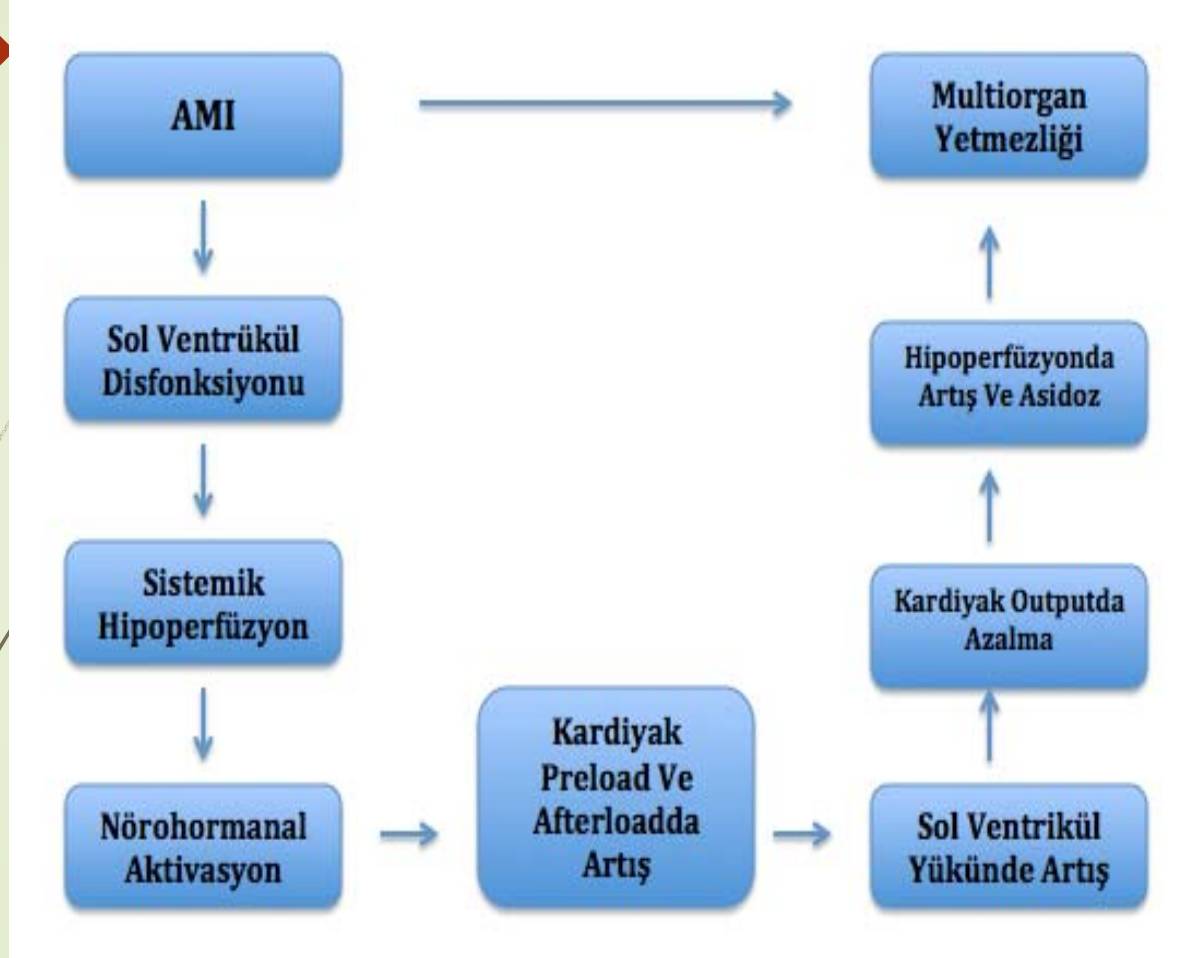 AMI
Sol Ventrükül
Disfonksiyonu
Sistemik
Hipoperfüzyon
Nörohormanal
Aktivasyon
Kardiyak
Preload Ve
Afterloadda
Artış
Sol Ventrikül
Yükünde Artış
Kardiyak Outputda
Azalma
Hipoperfüzyonda
Artış Ve Asidoz
Multiorgan
Yetmezliği